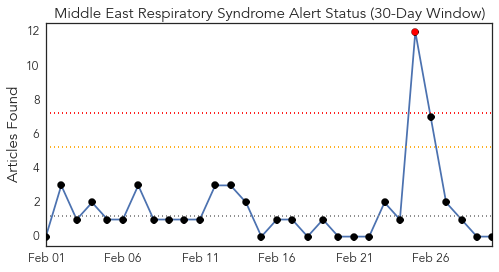 Middle East Respiratory Syndrome Alert Status (30-Day Window)
Articles Found
12
10
8
6
4
2
0
Feb 01 Feb 06 Feb 11 Feb 16 Feb 21 Feb 26